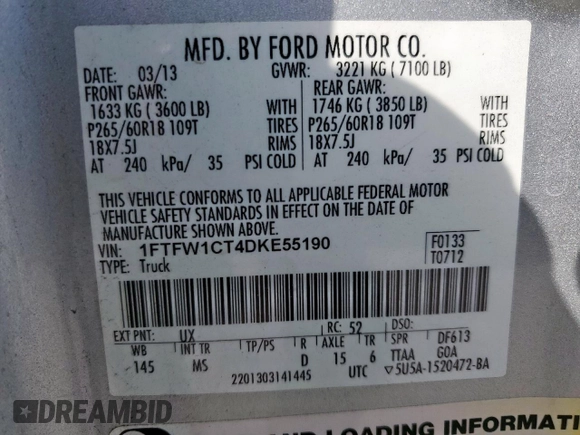 MFD. BY FORD MOTOR CO.
DATE: 03/13 GVWR: 3221 KG ( 7100 LB)
FRONT GAWR: REAR GAWR:
1633 KG ( 3600 LB) WITH 1746 KG ( 3850 LB) WITH
P265/60R18 109T TIRES P265/60R18 109T TIRES
18X7.5J RIMS 18X7.5J RIMS
AT 240 kPa/ 35 PSI COLD AT 240 kPa/ 35 PSI COLD
THIS VEHICLE CONFORMS TO ALL APPLICABLE FEDERAL MOTOR
VEHICLE SAFETY STANDARDS IN EFFECT ON THE DATE OF
MANUFACTURE SHOWN ABOVE.
VIN: 1FTFW1CT4DKE55190 F0133
TYPE: Truck T0712
EXT PNT: UX RC: 52 DSO:
WB INT TR TP/PS R AXLE TR SPR DF613
145 MS D 15 6 TTAA GOA
2201303141445 UTC ▽5U5A-1520472-BA
DREAMBID
AND LOADING INFORMATI